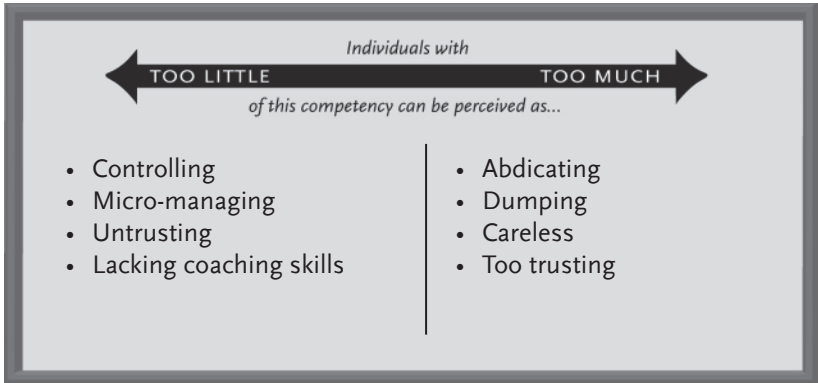 Individuals with
TOO LITTLE TOO MUCH
of this competency can be perceived as...
• Controlling
• Micro-managing
• Untrusting
• Lacking coaching skills
• Abdicating
• Dumping
• Careless
• Too trusting